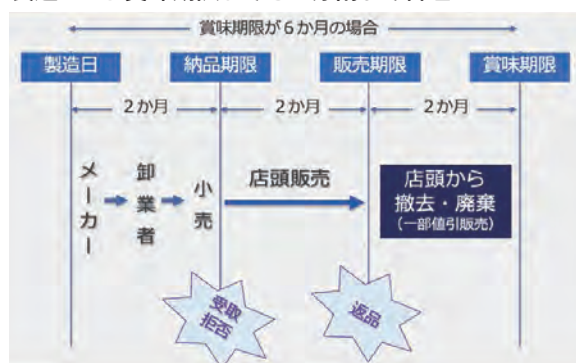 賞味期限が6か月の場合
製造日
納品期限
販売期限
賞味期限
2か月
2か月
2か月
メーカー
卸業者
小売
店頭販売
店頭から
撤去・廃棄
(一部値引販売)
受取
拒否
返品